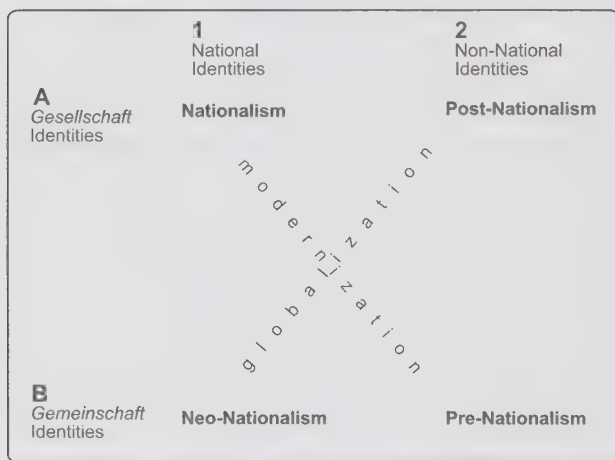 1
National
Identities
2
Non-National
Identities
A
Gesellschaft
Identities
Nationalism
Post-Nationalism
modernization
globalization
B
Gemeinschaft
Identities
Neo-Nationalism
Pre-Nationalism